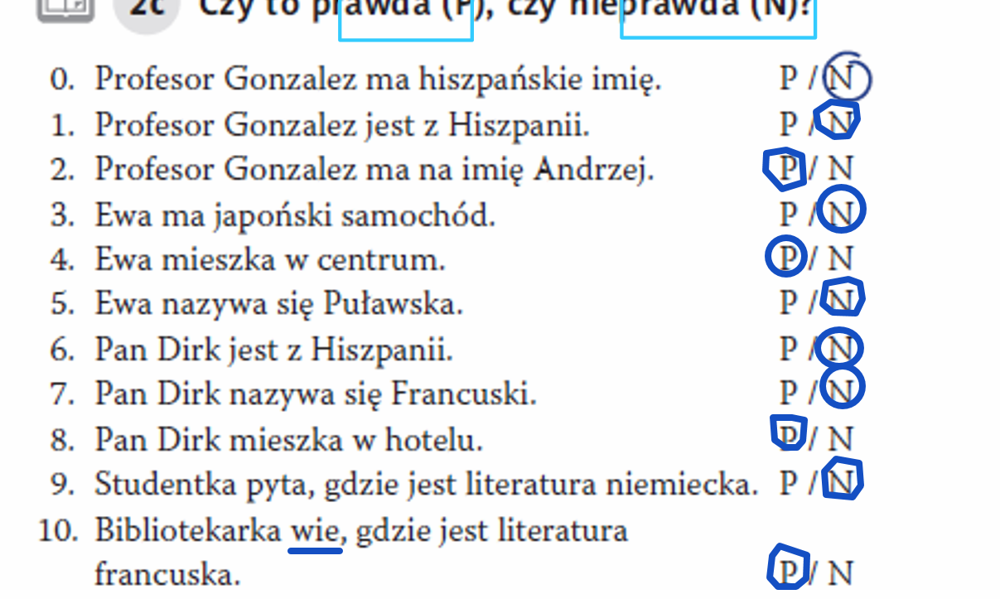 2c Czy to prawda (P), czy nieprawda (N)?
0. Profesor Gonzalez ma hiszpańskie imię. P / N
1. Profesor Gonzalez jest z Hiszpanii. P / N
2. Profesor Gonzalez ma na imię Andrzej. P / N
3. Ewa ma japoński samochód. P / N
4. Ewa mieszka w centrum. P / N
5. Ewa nazywa się Puławska. P / N
6. Pan Dirk jest z Hiszpanii. P / N
7. Pan Dirk nazywa się Francuski. P / N
8. Pan Dirk mieszka w hotelu. P / N
9. Studentka pyta, gdzie jest literatura niemiecka. P / N
10. Bibliotekarka wie, gdzie jest literatura
francuska. P / N